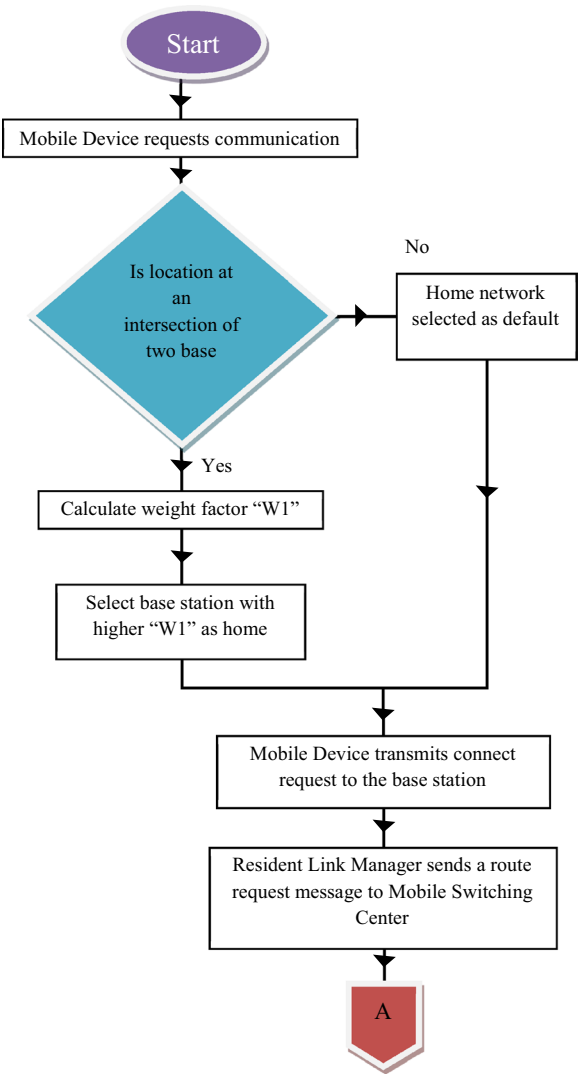 Start
Mobile Device requests communication
Is location at
an
intersection of
two base
No
Home network
selected as default
Yes
Calculate weight factor “W1”
Select base station with
higher “W1” as home
Mobile Device transmits connect
request to the base station
Resident Link Manager sends a route
request message to Mobile Switching
Center
A